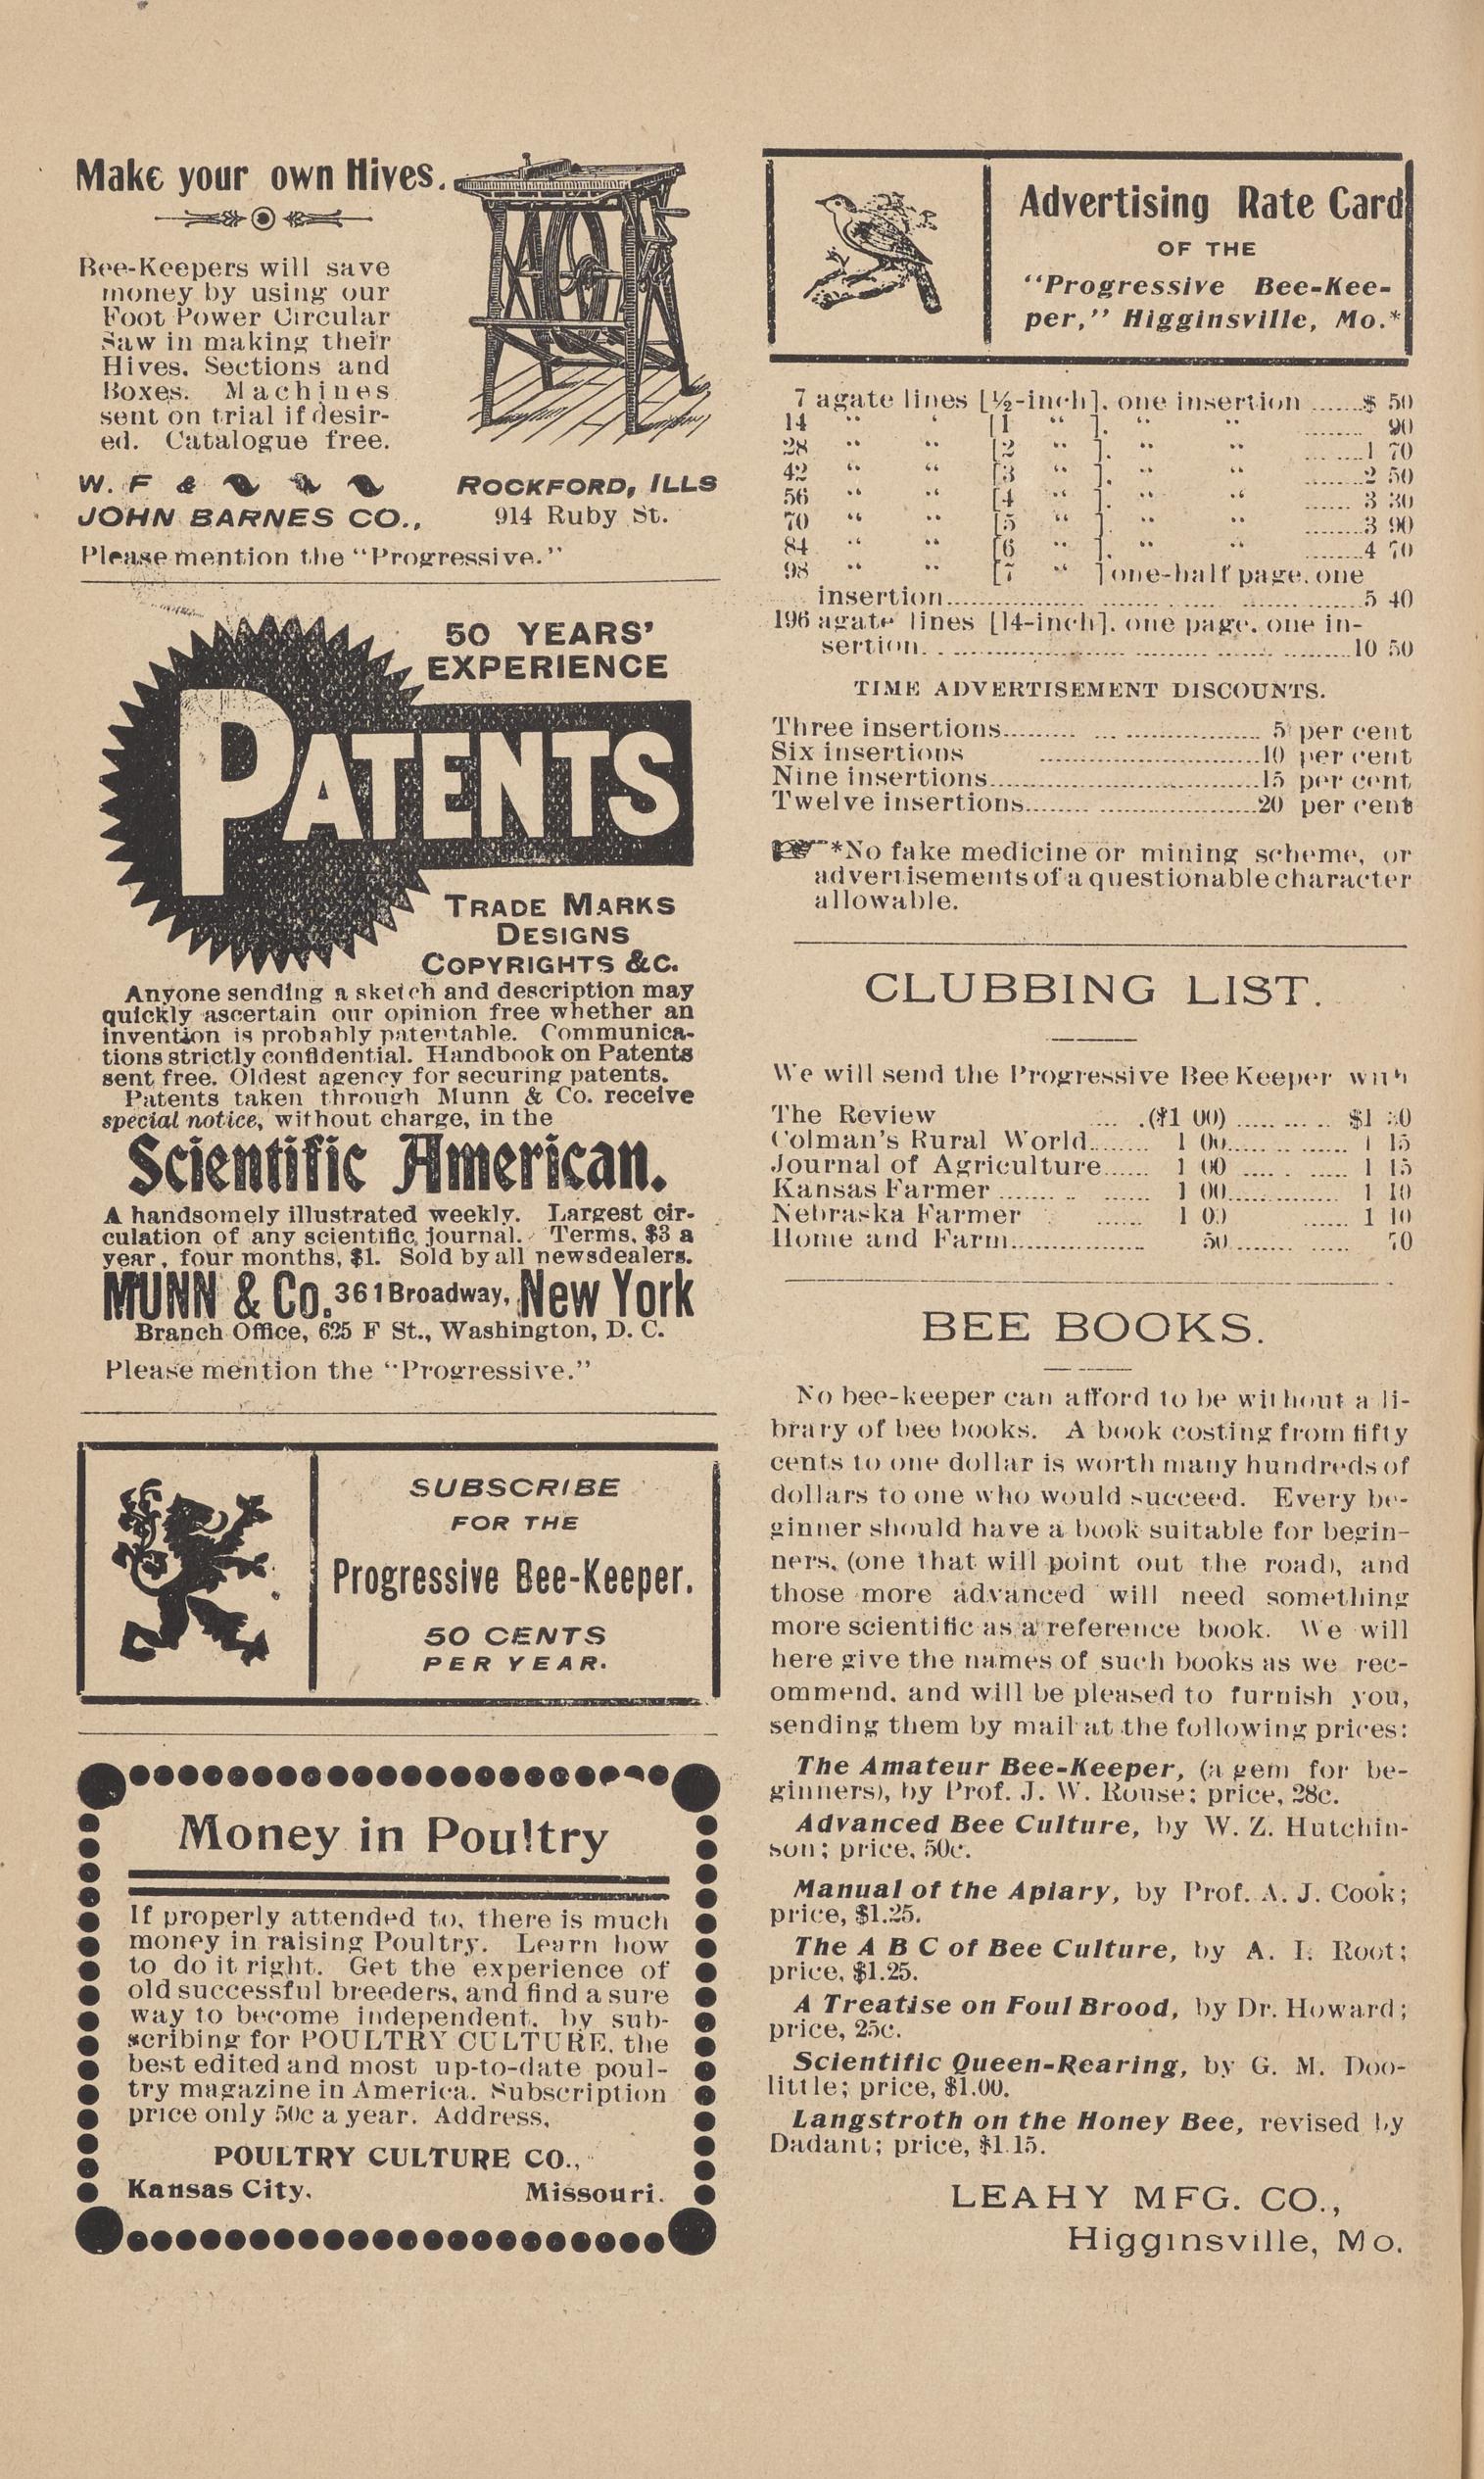 Make your own Hives.
Bee-Keepers will save
money by using our
Foot Power Circular
Saw in making their
Hives, Sections and
Boxes. Machines
sent on trial if desir-
ed. Catalogue free.
W. F & 
JOHN BARNES CO.,
ROCKFORD, ILLS
914 Ruby St.
Please mention the "Progressive."
50 YEARS'
EXPERIENCE
PATENTS
TRADE MARKS
DESIGNS
COPYRIGHTS &C.
Anyone sending a sketch and description may
quickly ascertain our opinion free whether an
invention is probably patentable. Communica-
tions strictly confidential. Handbook on Patents
sent free. Oldest agency for securing patents.
Patents taken through Munn & Co. receive
special notice, without charge, in the
Scientific American.
A handsomely illustrated weekly. Largest cir-
culation of any scientific journal. Terms, $3 a
year, four months, $1. Sold by all newsdealers.
MUNN & Co. 361 Broadway, New York
Branch Office, 625 F St., Washington, D. C.
Please mention the "Progressive."
SUBSCRIBE
FOR THE
Progressive Bee-Keeper.
50 CENTS
PER YEAR.
Money in Poultry
If properly attended to, there is much
money in raising Poultry. Learn how
to do it right. Get the experience of
old successful breeders, and find a sure
way to become independent, by sub-
scribing for POULTRY CULTURE, the
best edited and most up-to-date poul-
try magazine in America. Subscription
price only 50c a year. Address,
POULTRY CULTURE CO.,
Kansas City, Missouri.
Advertising Rate Card
OF THE
"Progressive Bee-Kee-
per," Higginsville, Mo.*
7 agate lines [½-inch], one insertion .......$ 50
14 " " [1 " ], " " ........ 90
28 " " [2 " ], " " ........1 70
42 " " [3 " ], " " ........2 50
56 " " [4 " ], " " ...... 3 30
70 " " [5 " ], " " ........3 90
84 " " [6 " ], " " ........4 70
98 " " [7 " ] one-half page, one
insertion..........................................5 40
196 agate lines [14-inch], one page, one in-
sertion..........................................10 50
TIME ADVERTISEMENT DISCOUNTS.
Three insertions.............................. 5 per cent
Six insertions ..............................10 per cent
Nine insertions..............................15 per cent
Twelve insertions..............................20 per cent
*No fake medicine or mining scheme, or
advertisements of a questionable character
allowable.
CLUBBING LIST.
We will send the Progressive Bee Keeper with
The Review .... .($1 00) ........... $1
Colman's Rural World........ 1 00............ 1 15
Journal of Agriculture...... 1 00 .......... 1 15
Kansas Farmer ............... 1 00............ 1 10
Nebraska Farmer ...... 1 00 ...... 1 10
Home and Farm................. 50............. 70
BEE BOOKS.
No bee-keeper can afford to be without a li-
brary of bee books. A book costing from fifty
cents to one dollar is worth many hundreds of
dollars to one who would succeed. Every be-
ginner should have a book suitable for begin-
ners, (one that will point out the road), and
those more advanced will need something
more scientific as a reference book. We will
here give the names of such books as we rec-
ommend, and will be pleased to furnish you,
sending them by mail at the following prices:
The Amateur Bee-Keeper, (a gem for be-
ginners), by Prof. J. W. Rouse; price, 28c.
Advanced Bee Culture, by W. Z. Hutchin-
son; price, 50c.
Manual of the Apiary, by Prof. A. J. Cook;
price, $1.25.
The A B C of Bee Culture, by A. I. Root;
price, $1.25.
A Treatise on Foul Brood, by Dr. Howard;
price, 25c.
Scientific Queen-Rearing, by G. M. Doo-
little; price, $1.00.
Langstroth on the Honey Bee, revised by
Dadant; price, $1.15.
LEAHY MFG. CO.,
Higginsville, Mo.